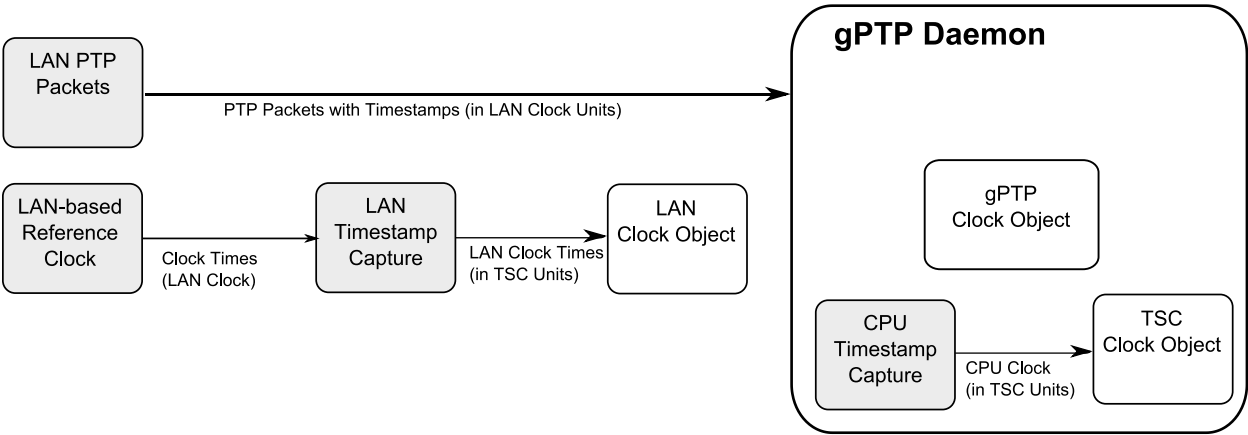 gPTP Daemon
LAN PTP
Packets
PTP Packets with Timestamps (in LAN Clock Units)
LAN-based
Reference
Clock
Clock Times
(LAN Clock)
LAN
Timestamp
Capture
LAN Clock Times
(in TSC Units)
LAN
Clock Object
gPTP
Clock Object
CPU
Timestamp
Capture
CPU Clock
(in TSC Units)
TSC
Clock Object